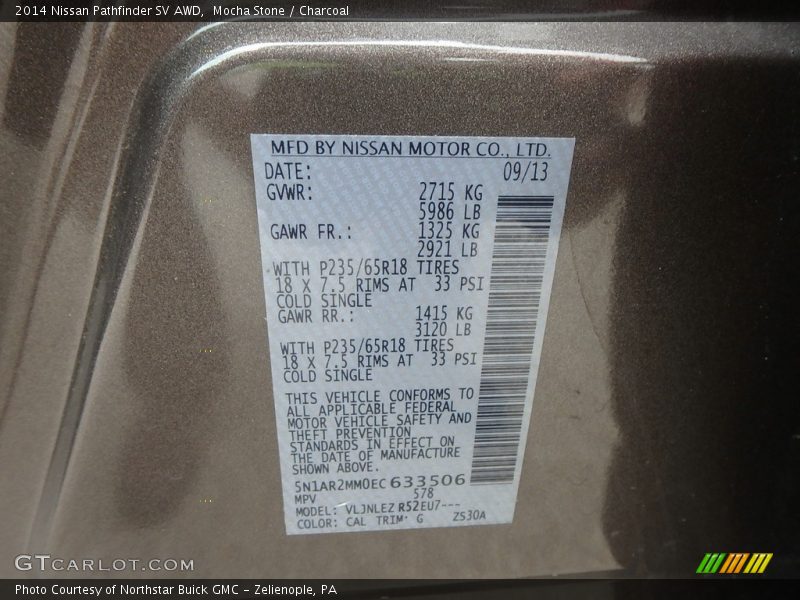 2014 Nissan Pathfinder SV AWD, Mocha Stone / Charcoal
MFD BY NISSAN MOTOR CO., LTD.
DATE: 09/13
GVWR: 2715 KG
5986 LB
GAWR FR.: 1325 KG
2921 LB
WITH P235/65R18 TIRES
18 X 7.5 RIMS AT 33 PSI
COLD SINGLE
GAWR RR.: 1415 KG
3120 LB
WITH P235/65R18 TIRES
18 X 7.5 RIMS AT 33 PSI
COLD SINGLE
THIS VEHICLE CONFORMS TO
ALL APPLICABLE FEDERAL
MOTOR VEHICLE SAFETY AND
THEFT PREVENTION
STANDARDS IN EFFECT ON
THE DATE OF MANUFACTURE
SHOWN ABOVE.
5N1AR2MM0EC633506
MPV 578
MODEL: VLJNLEZ R52EU7---
COLOR: CAL TRIM: G ZS30A
GTCARLOT.COM
Photo Courtesy of Northstar Buick GMC – Zelienople, PA